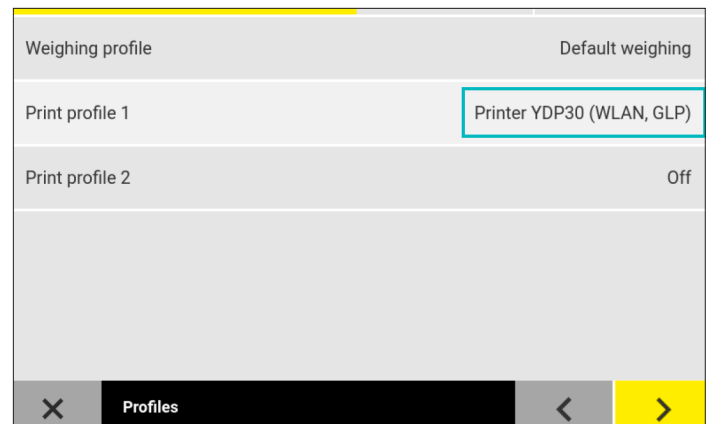 Weighing profile
Default weighing
Print profile 1
Printer YDP30 (WLAN, GLP)
Print profile 2
Off
Profiles